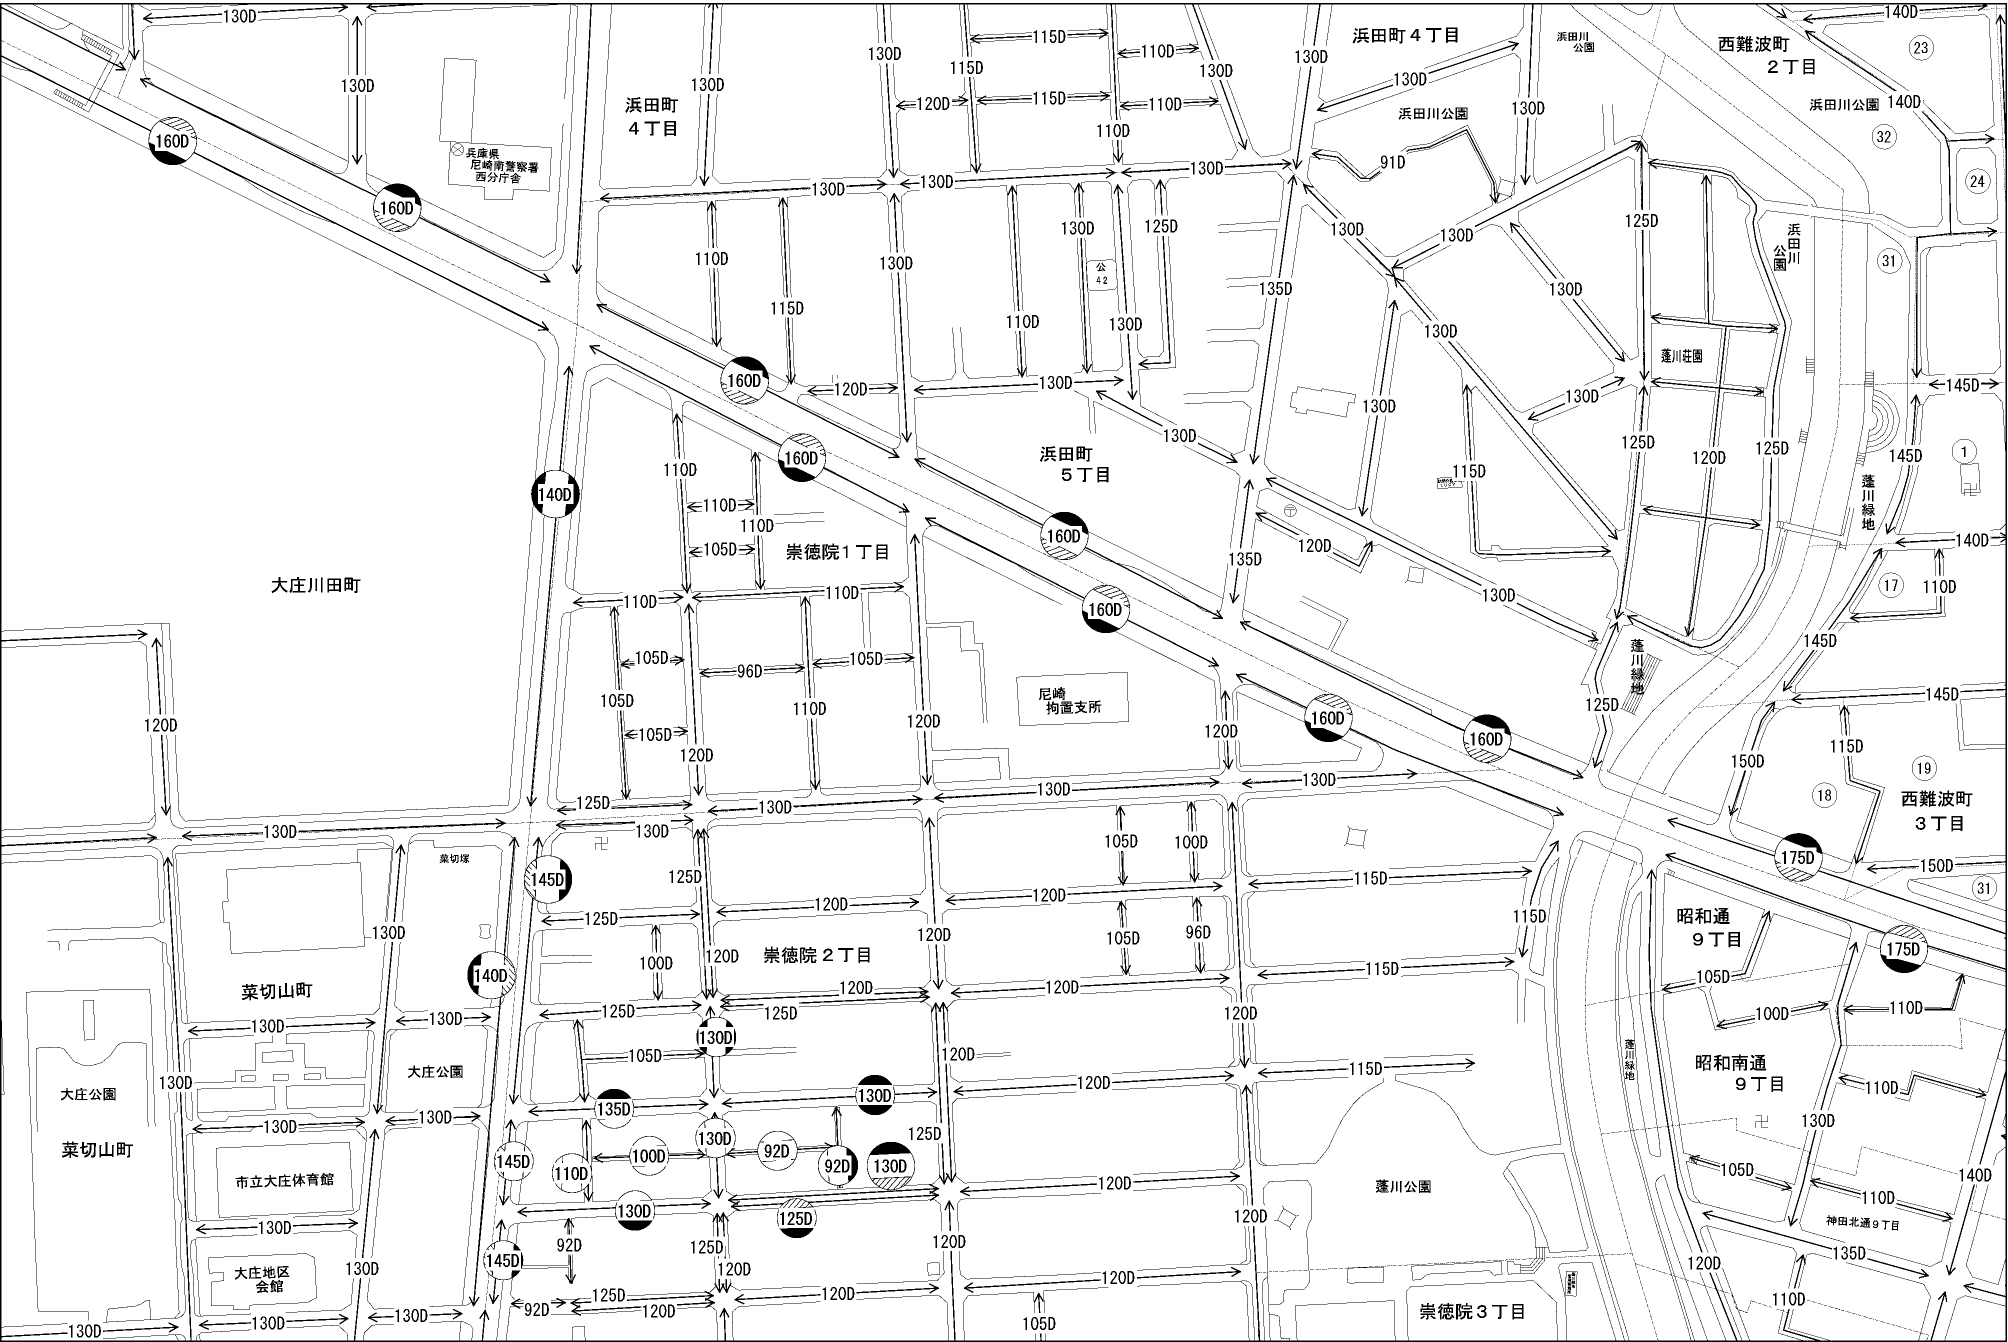 130D
140D
23
浜田町４丁目
浜田川
公園
西難波町
２丁目
130D
115D
110D
130D
115D
130D
130D
130D
130D
130D
120D
115D
110D
130D
浜田町
４丁目
浜田川公園
浜田川公園
140D
32
160D
兵庫県
尼崎南警察署
西分庁舎
110D
91D
130D
130D
130D
130D
24
160D
110D
130D
125D
130D
130D
125D
浜田川
公園
31
公
42
110D
115D
130D
110D
130D
135D
130D
130D
蓬川荘園
160D
120D
130D
130D
130D
145D
130D
125D
120D
125D
145D
1
140D
160D
110D
浜田町
５丁目
115D
蓬川緑地
110D
110D
105D
崇徳院１丁目
160D
135D
120D
140D
17
110D
大庄川田町
110D
110D
160D
130D
145D
105D
96D
105D
蓬川緑地
105D
110D
尼崎
拘置支所
145D
120D
105D
120D
120D
120D
160D
160D
125D
115D
150D
19
18
西難波町
３丁目
125D
130D
130D
130D
130D
130D
菜切塚
105D
100D
175D
150D
31
145D
125D
120D
120D
115D
125D
120D
115D
昭和通
９丁目
130D
100D
120D
崇徳院２丁目
105D
96D
115D
175D
140D
105D
菜切山町
120D
120D
125D
125D
120D
100D
110D
130D
130D
130D
105D
120D
昭和南通
９丁目
大庄公園
115D
120D
蓬川緑地
130D
大庄公園
135D
130D
110D
130D
130D
130D
125D
130D
菜切山町
145D
110D
100D
92D
92D
130D
105D
140D
市立大庄体育館
120D
蓬川公園
110D
130D
130D
125D
120D
神田北通９丁目
92D
125D
120D
120D
135D
145D
大庄地区
会館
130D
120D
120D
120D
130D
130D
130D
92D
125D
120D
120D
105D
崇徳院３丁目
110D